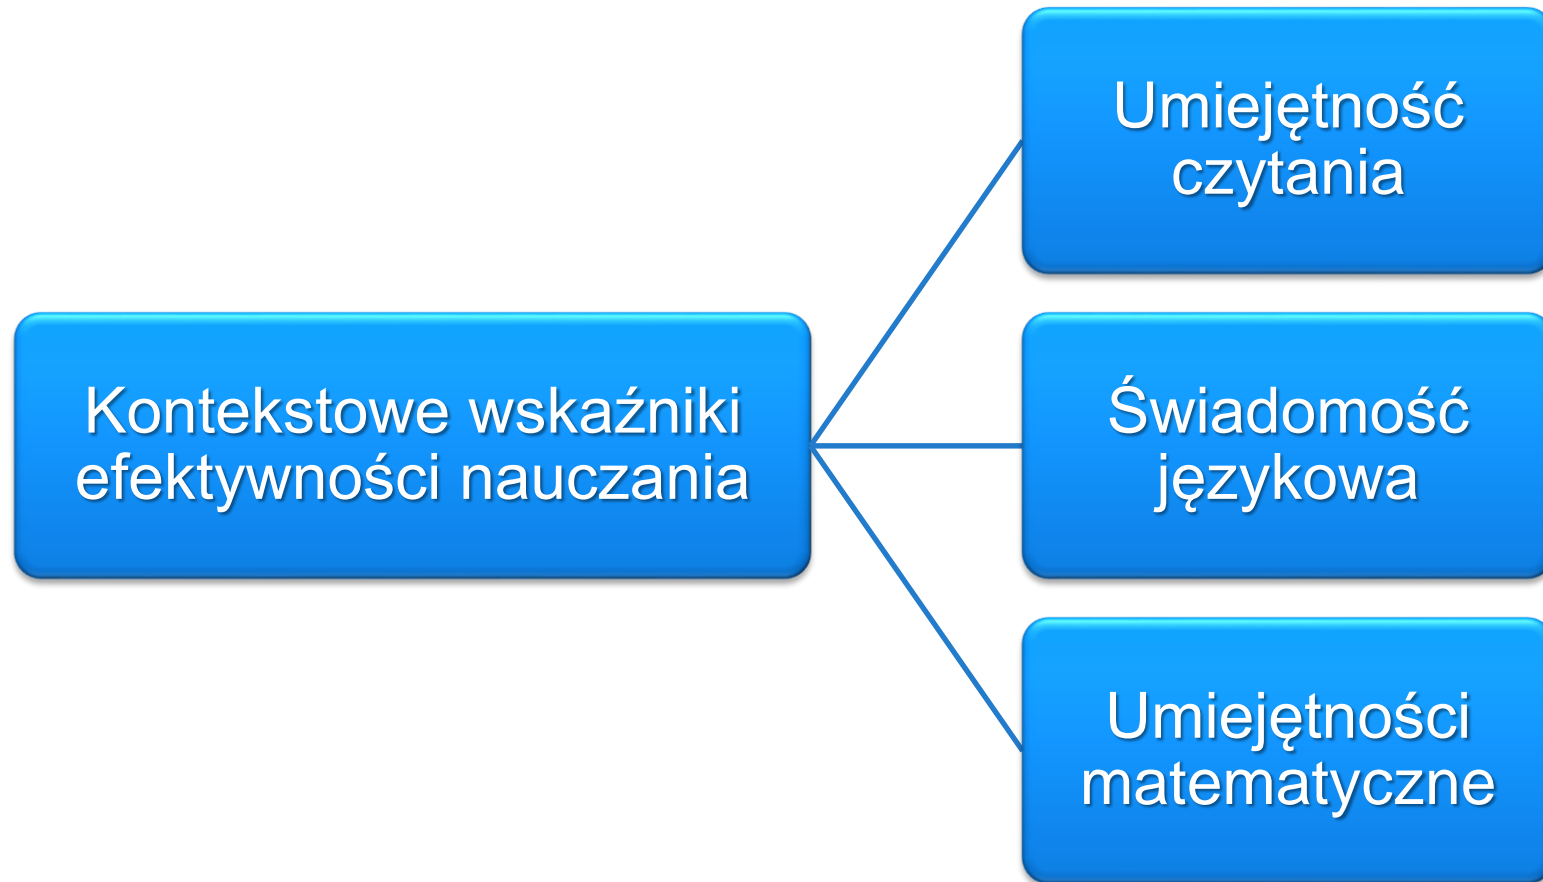 Umiejętność
czytania
Kontekstowe wskaźniki
efektywności nauczania
Świadomość
językowa
Umiejętności
matematyczne